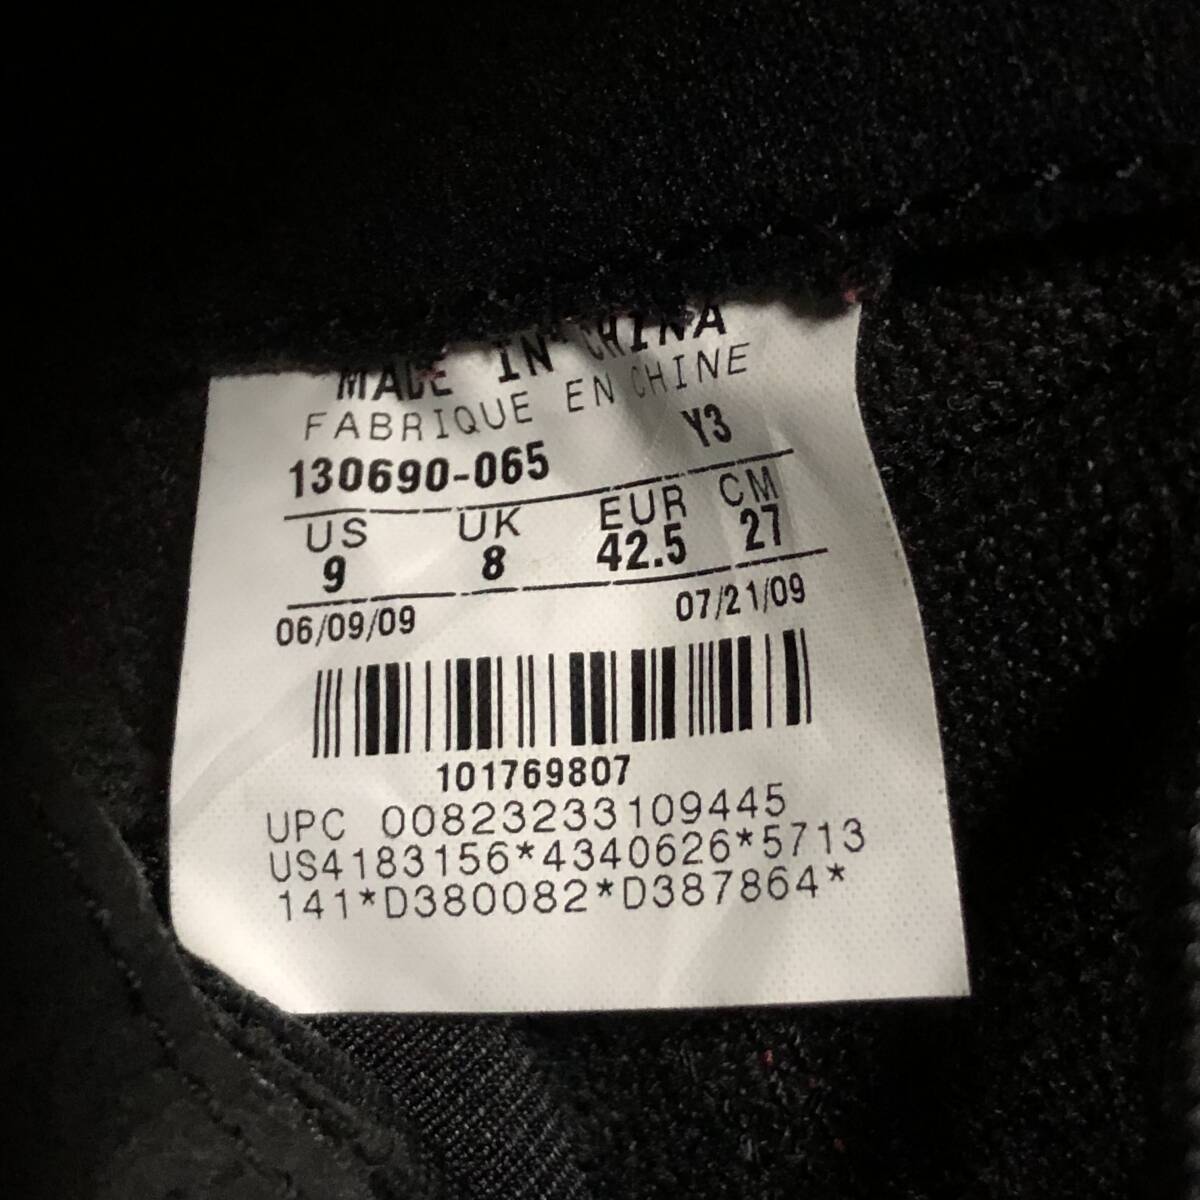 MADE IN CHINA
FABRIQUE EN CHINE
130690-065 Y3
US UK EUR CM
9 8 42.5 27
06/09/09 07/21/09
101769807
UPC 00823233109445
US4183156*4340626*5713
141*D380082*D387864*